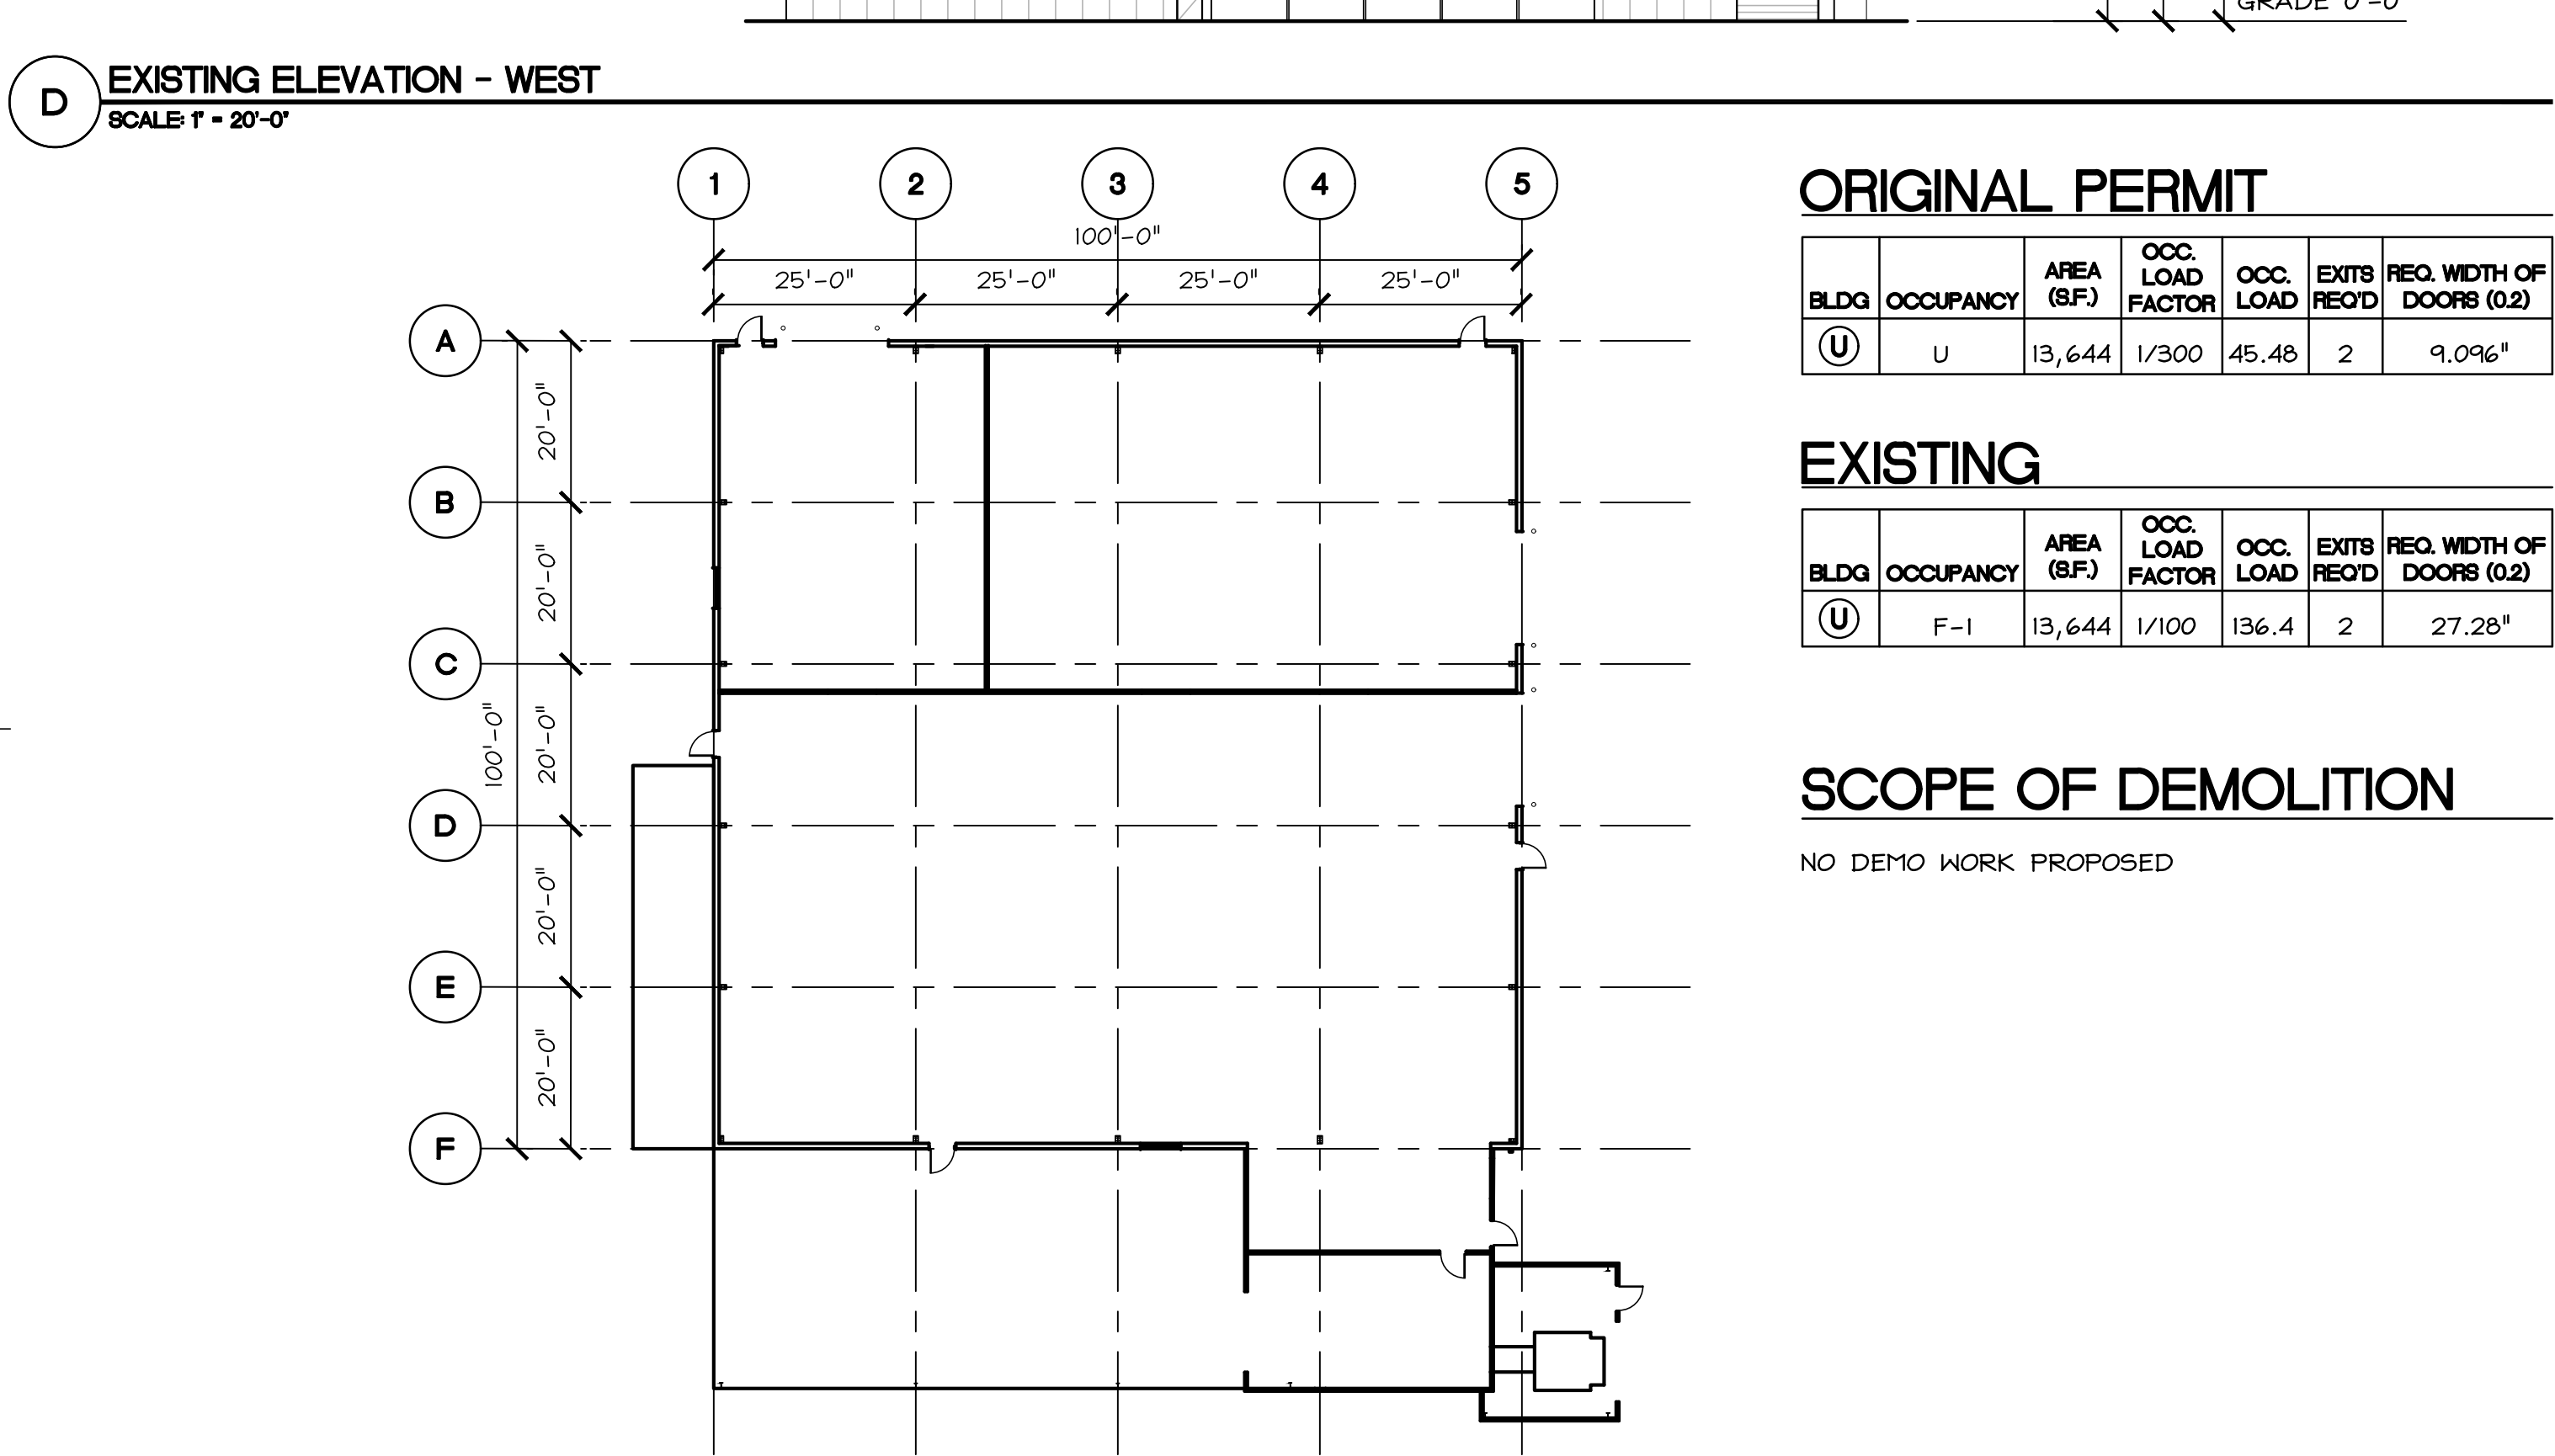 GRADE 0'-0"
D
EXISTING ELEVATION - WEST
SCALE: 1" = 20'-0"
1 2 3 4 5
100'-0"
25'-0" 25'-0" 25'-0" 25'-0"
A
B
C
D
E
F
20'-0"
20'-0"
20'-0"
20'-0"
20'-0"
100'-0"
ORIGINAL PERMIT
BLDG OCCUPANCY AREA (S.F.) OCC. LOAD FACTOR OCC. LOAD EXITS REQ'D REQ. WIDTH OF DOORS (0.2)
U U 13,644 1/300 45.48 2 9.096"
EXISTING
BLDG OCCUPANCY AREA (S.F.) OCC. LOAD FACTOR OCC. LOAD EXITS REQ'D REQ. WIDTH OF DOORS (0.2)
U F-1 13,644 1/100 136.4 2 27.28"
SCOPE OF DEMOLITION
NO DEMO WORK PROPOSED